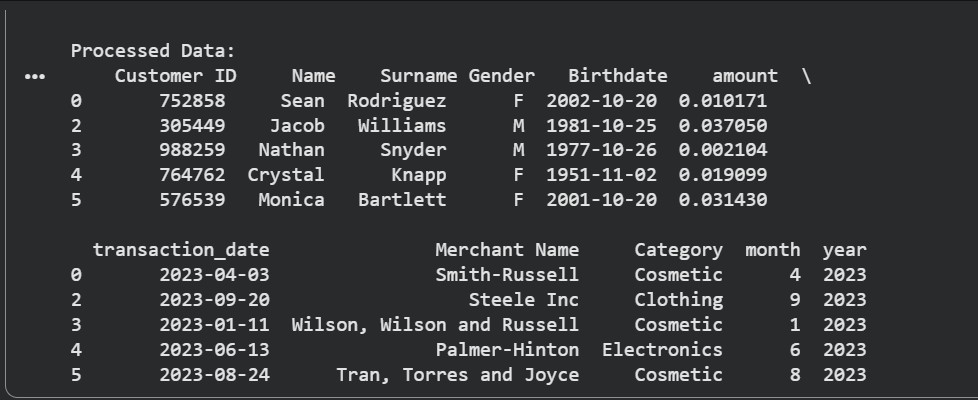 Processed Data:
Customer ID Name Surname Gender Birthdate amount \
0 752858 Sean Rodriguez F 2002-10-20 0.010171
2 305449 Jacob Williams M 1981-10-25 0.037050
3 988259 Nathan Snyder M 1977-10-26 0.002104
4 764762 Crystal Knapp F 1951-11-02 0.019099
5 576539 Monica Bartlett F 2001-10-20 0.031430
transaction_date Merchant Name Category month year
0 2023-04-03 Smith-Russell Cosmetic 4 2023
2 2023-09-20 Steele Inc Clothing 9 2023
3 2023-01-11 Wilson, Wilson and Russell Cosmetic 1 2023
4 2023-06-13 Palmer-Hinton Electronics 6 2023
5 2023-08-24 Tran, Torres and Joyce Cosmetic 8 2023